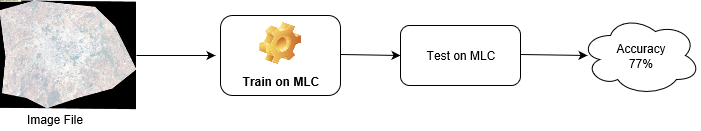 Image File
Train on MLC
Test on MLC
Accuracy
77%